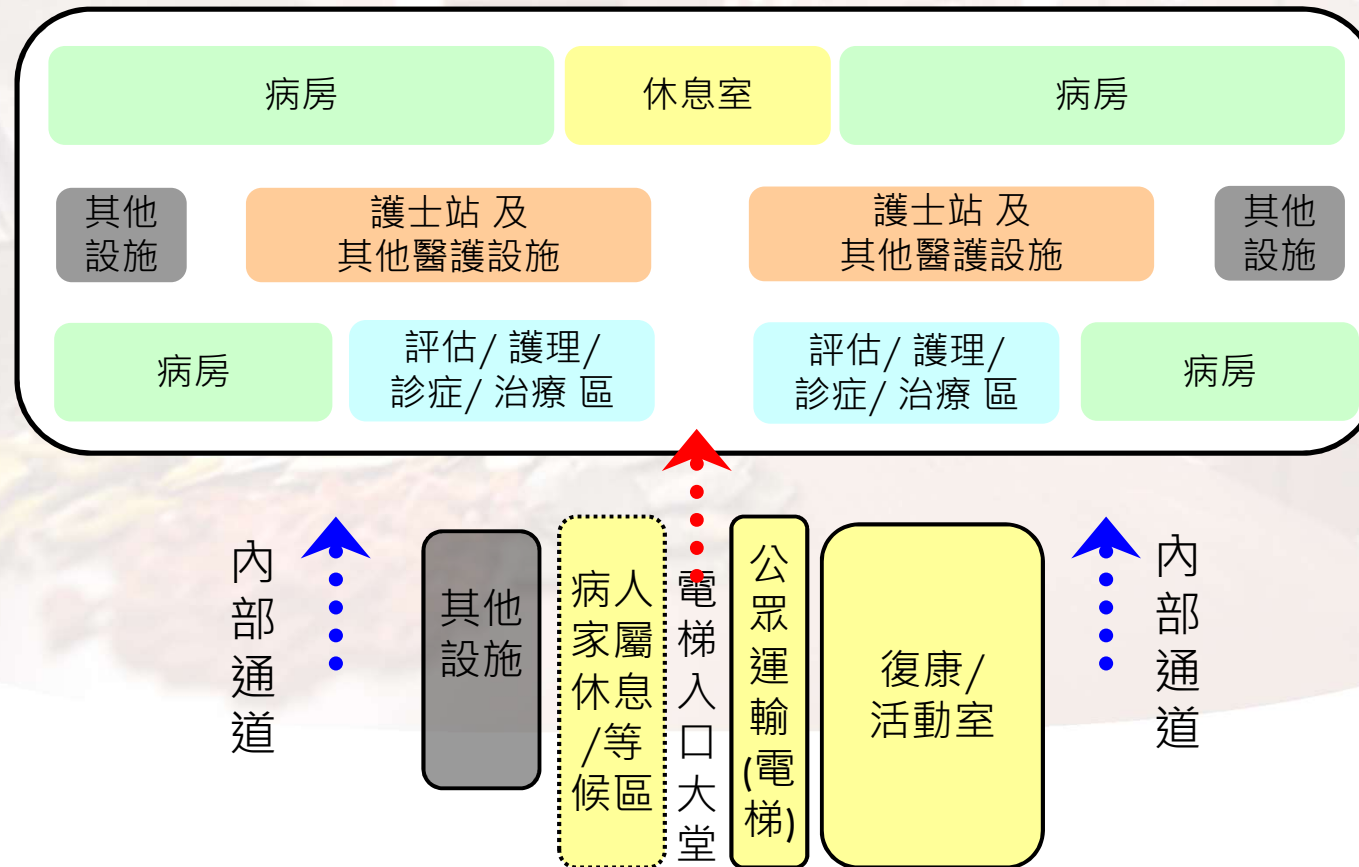 病房
休息室
病房
其他
設施
護士站 及
其他醫護設施
護士站 及
其他醫護設施
其他
設施
病房
評估/ 護理/
診症/ 治療 區
評估/ 護理/
診症/ 治療 區
病房
內部通道
其他
設施
病人
家屬
休息
/等
候區
電梯入口大堂
公眾運輸(電梯)
復康/
活動室
內部通道